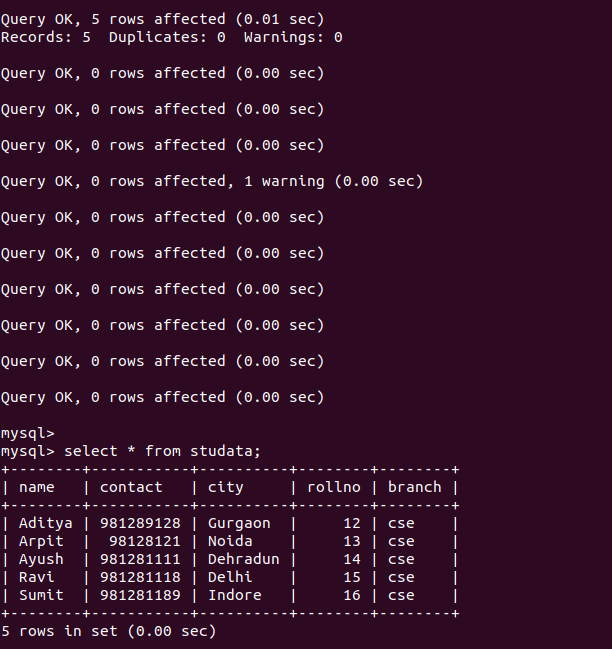 Query OK, 5 rows affected (0.01 sec)
Records: 5  Duplicates: 0  Warnings: 0
Query OK, 0 rows affected (0.00 sec)
Query OK, 0 rows affected (0.00 sec)
Query OK, 0 rows affected (0.00 sec)
Query OK, 0 rows affected, 1 warning (0.00 sec)
Query OK, 0 rows affected (0.00 sec)
Query OK, 0 rows affected (0.00 sec)
Query OK, 0 rows affected (0.00 sec)
Query OK, 0 rows affected (0.00 sec)
Query OK, 0 rows affected (0.00 sec)
Query OK, 0 rows affected (0.00 sec)
mysql>
mysql> select * from studata;
+--------+-----------+----------+--------+--------+
| name   | contact   | city     | rollno | branch |
+--------+-----------+----------+--------+--------+
| Aditya | 981289128 | Gurgaon  |     12 | cse    |
| Arpit  |  98128121 | Noida    |     13 | cse    |
| Ayush  | 981281111 | Dehradun |     14 | cse    |
| Ravi   | 981281118 | Delhi    |     15 | cse    |
| Sumit  | 981281189 | Indore   |     16 | cse    |
+--------+-----------+----------+--------+--------+
5 rows in set (0.00 sec)